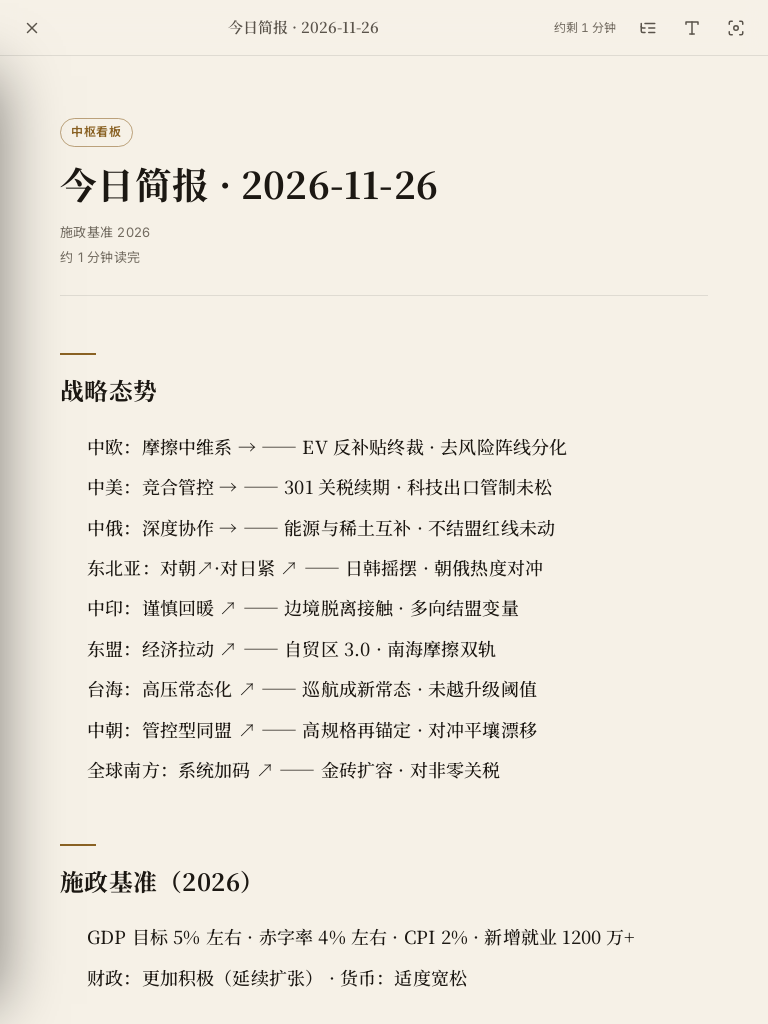 今日简报 · 2026-11-26
约剩 1 分钟
中枢看板
今日简报 · 2026-11-26
施政基准 2026
约 1 分钟读完
战略态势
中欧：摩擦中维系 → —— EV 反补贴终裁 · 去风险阵线分化
中美：竞合管控 → —— 301 关税续期 · 科技出口管制未松
中俄：深度协作 → —— 能源与稀土互补 · 不结盟红线未动
东北亚：对朝↗·对日紧 ↗ —— 日韩摇摆 · 朝俄热度对冲
中印：谨慎回暖 ↗ —— 边境脱离接触 · 多向结盟变量
东盟：经济拉动 ↗ —— 自贸区 3.0 · 南海摩擦双轨
台海：高压常态化 ↗ —— 巡航成新常态 · 未越升级阈值
中朝：管控型同盟 ↗ —— 高规格再锚定 · 对冲平壤漂移
全球南方：系统加码 ↗ —— 金砖扩容 · 对非零关税
施政基准（2026）
GDP 目标 5% 左右 · 赤字率 4% 左右 · CPI 2% · 新增就业 1200 万+
财政：更加积极（延续扩张） · 货币：适度宽松